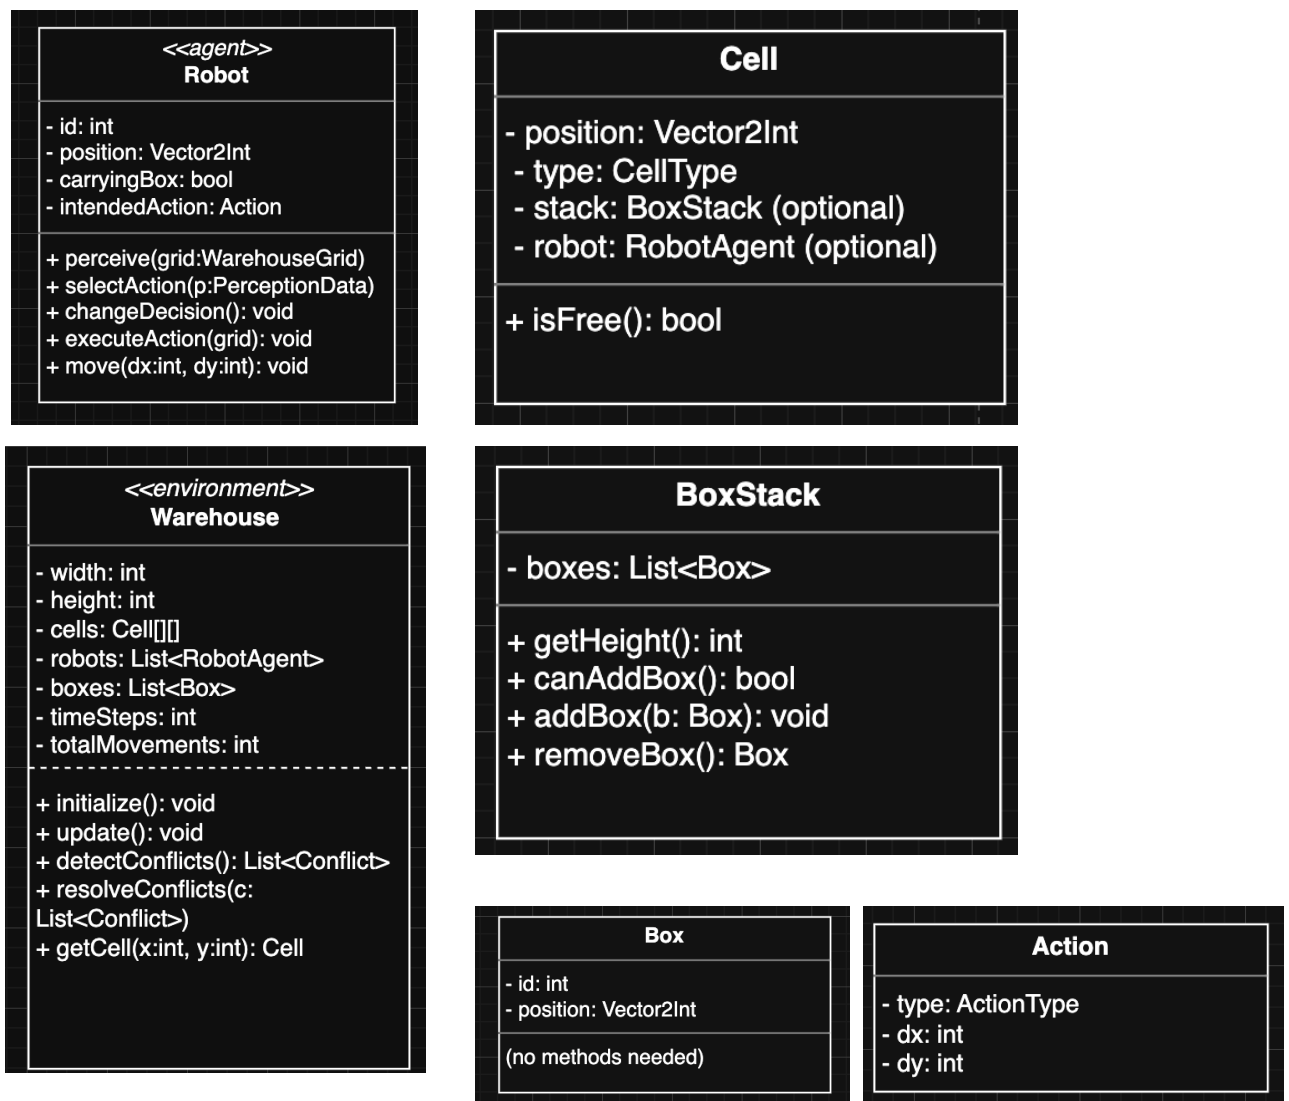 <<agent>>
Robot
- id: int
- position: Vector2Int
- carryingBox: bool
- intendedAction: Action
+ perceive(grid:WarehouseGrid)
+ selectAction(p:PerceptionData)
+ changeDecision(): void
+ executeAction(grid): void
+ move(dx:int, dy:int): void
Cell
- position: Vector2Int
- type: CellType
- stack: BoxStack (optional)
- robot: RobotAgent (optional)
+ isFree(): bool
<<environment>>
Warehouse
- width: int
- height: int
- cells: Cell[][]
- robots: List<RobotAgent>
- boxes: List<Box>
- timeSteps: int
- totalMovements: int
+ initialize(): void
+ update(): void
+ detectConflicts(): List<Conflict>
+ resolveConflicts(c:
List<Conflict>)
+ getCell(x:int, y:int): Cell
BoxStack
- boxes: List<Box>
+ getHeight(): int
+ canAddBox(): bool
+ addBox(b: Box): void
+ removeBox(): Box
Box
- id: int
- position: Vector2Int
(no methods needed)
Action
- type: ActionType
- dx: int
- dy: int